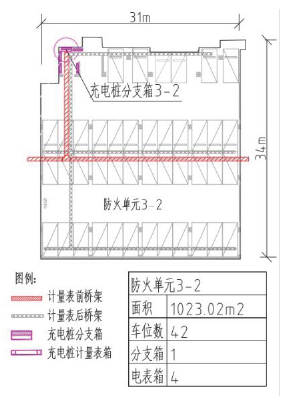 31m
充电桩分支箱3-2
34m
防火单元3-2
图例:
计量表前桥架
计量表后桥架
充电桩分支箱
充电桩计量表箱
防火单元3-2
面积 1023.02m2
车位数 42
分支箱 1
电表箱 4